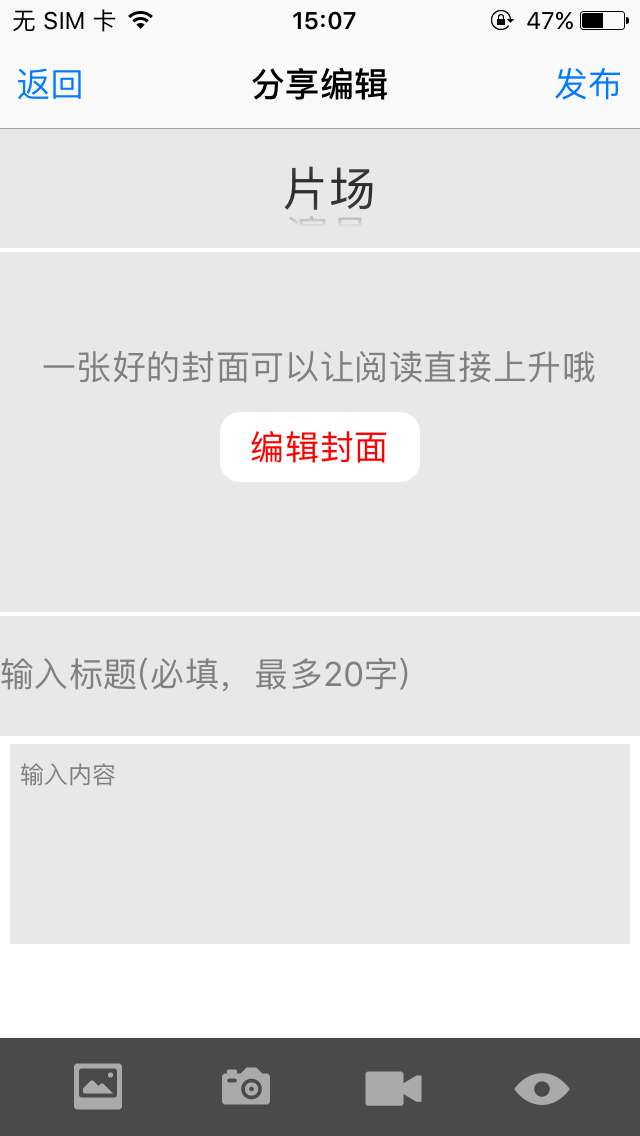 无 SIM 卡 15:07 47%
返回 分享编辑 发布
片场
一张好的封面可以让阅读直接上升哦
编辑封面
输入标题(必填，最多20字)
输入内容